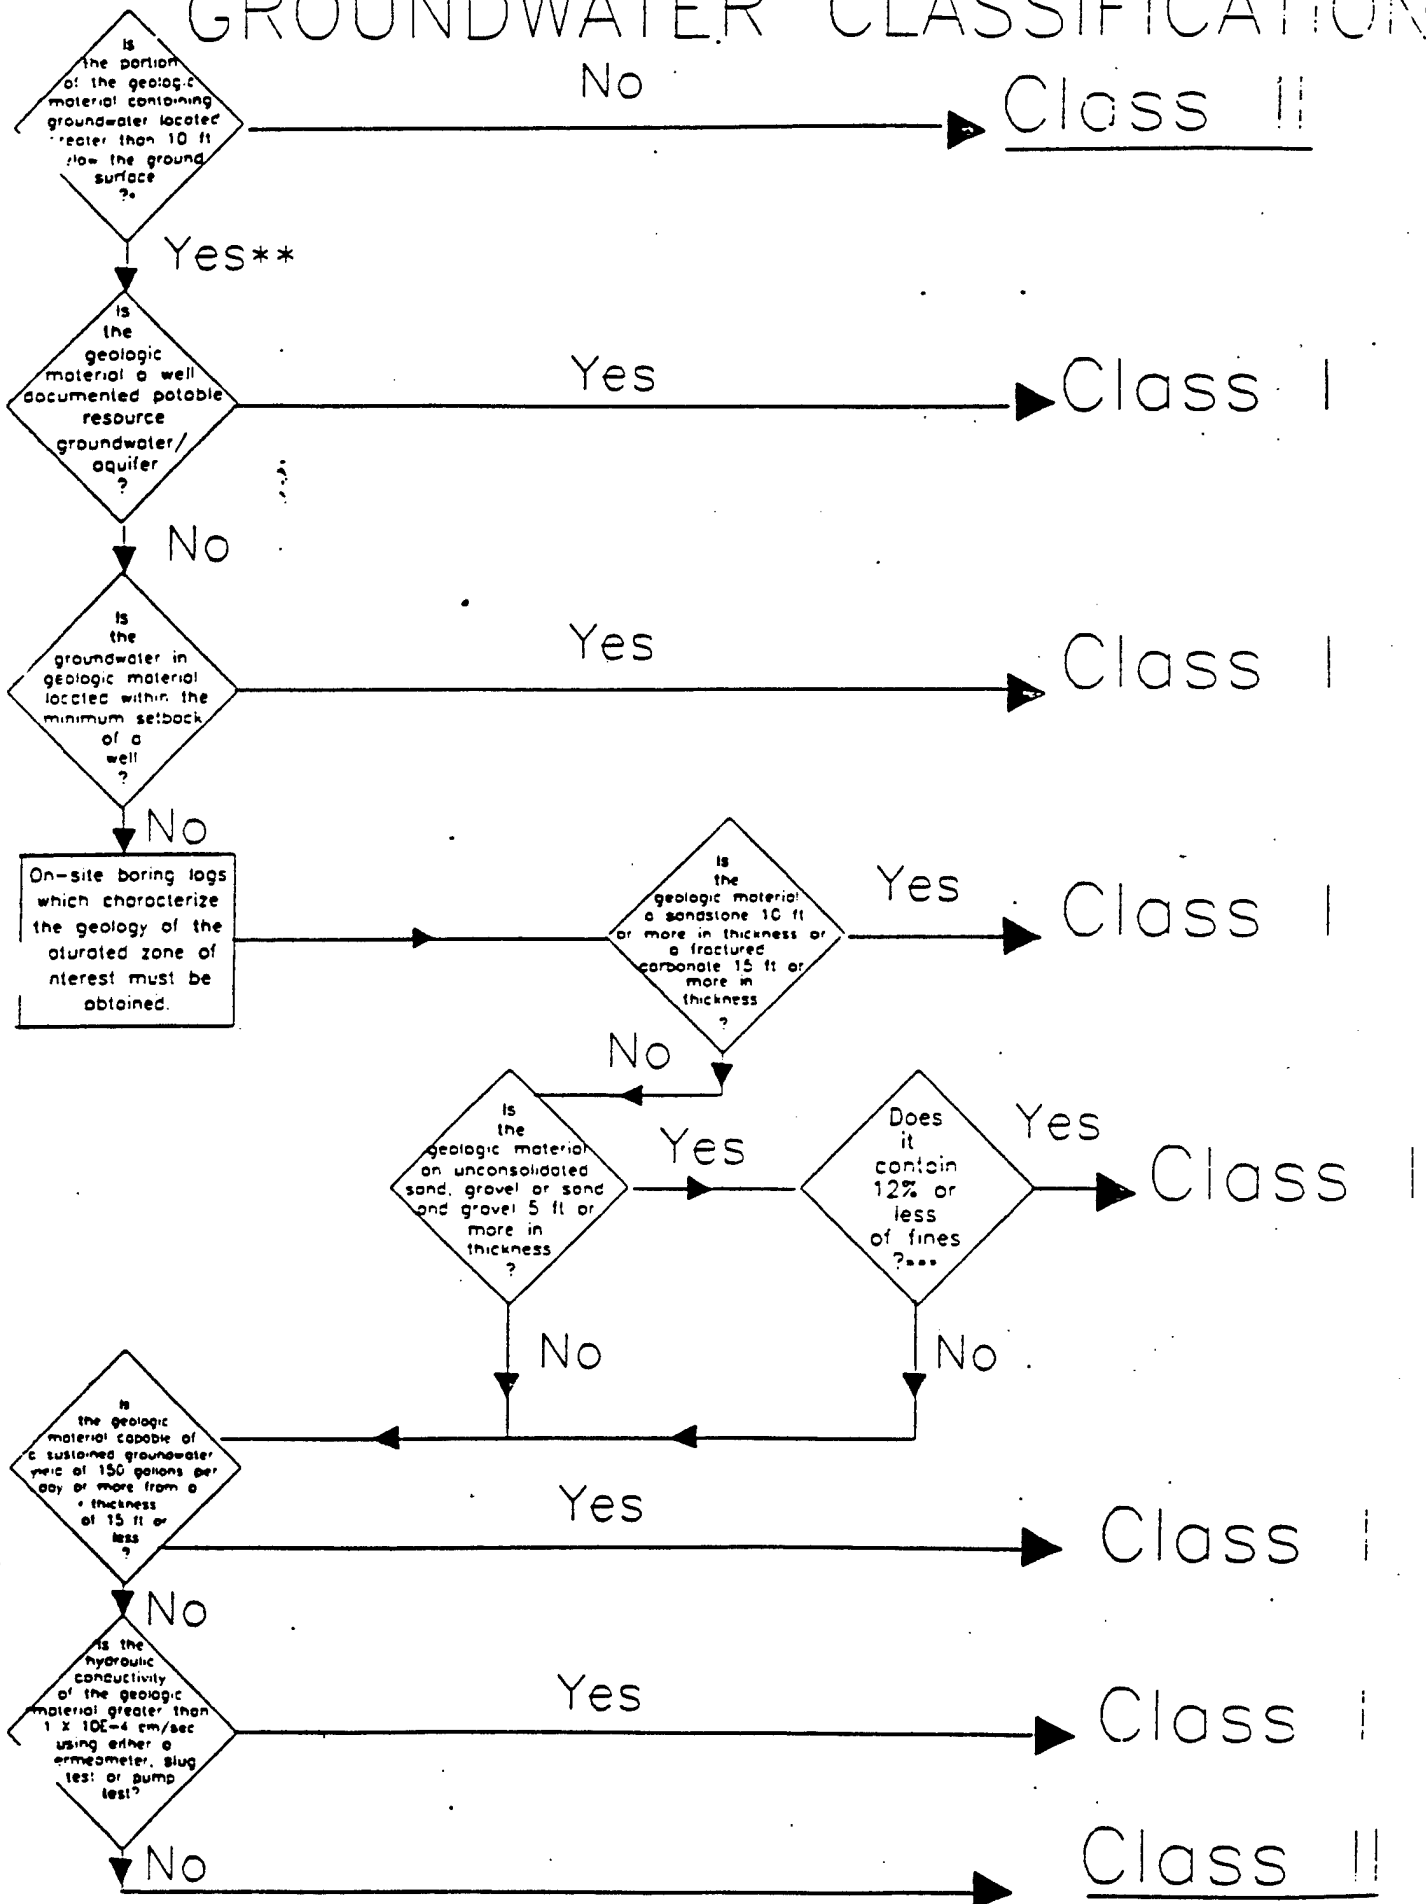 GROUNDWATER CLASSIFICATION
Is
the portion
of the geologic
material containing
groundwater located
reater than 10 ft
low the ground
surface
?*
No
Class II
Yes**
Is
the
geologic
material a well
documented potable
resource
groundwater/
aquifer
?
Yes
Class I
No
Is
the
groundwater in
geologic material
located within the
minimum setback
of a
well
?
Yes
Class I
No
On-site boring logs
which characterize
the geology of the
aturated zone of
nterest must be
obtained.
Is
the
geologic material
a sandstone 10 ft
or more in thickness or
a fractured
carbonate 15 ft or
more in
thickness
?
Yes
Class I
No
Is
the
geologic material
an unconsolidated
sand, gravel or sand
and gravel 5 ft or
more in
thickness
?
Yes
Does
it
contain
12% or
less
of fines
?***
Yes
Class I
No
No
Is
the geologic
material capable of
a sustained groundwater
yield of 150 gallons per
day or more from a
thickness
of 15 ft or
less
?
Yes
Class I
No
Is the
hydraulic
conductivity
of the geologic
material greater than
1 X 10E-4 cm/sec
using either a
ermeameter, slug
test or pump
test?
Yes
Class I
No
Class II